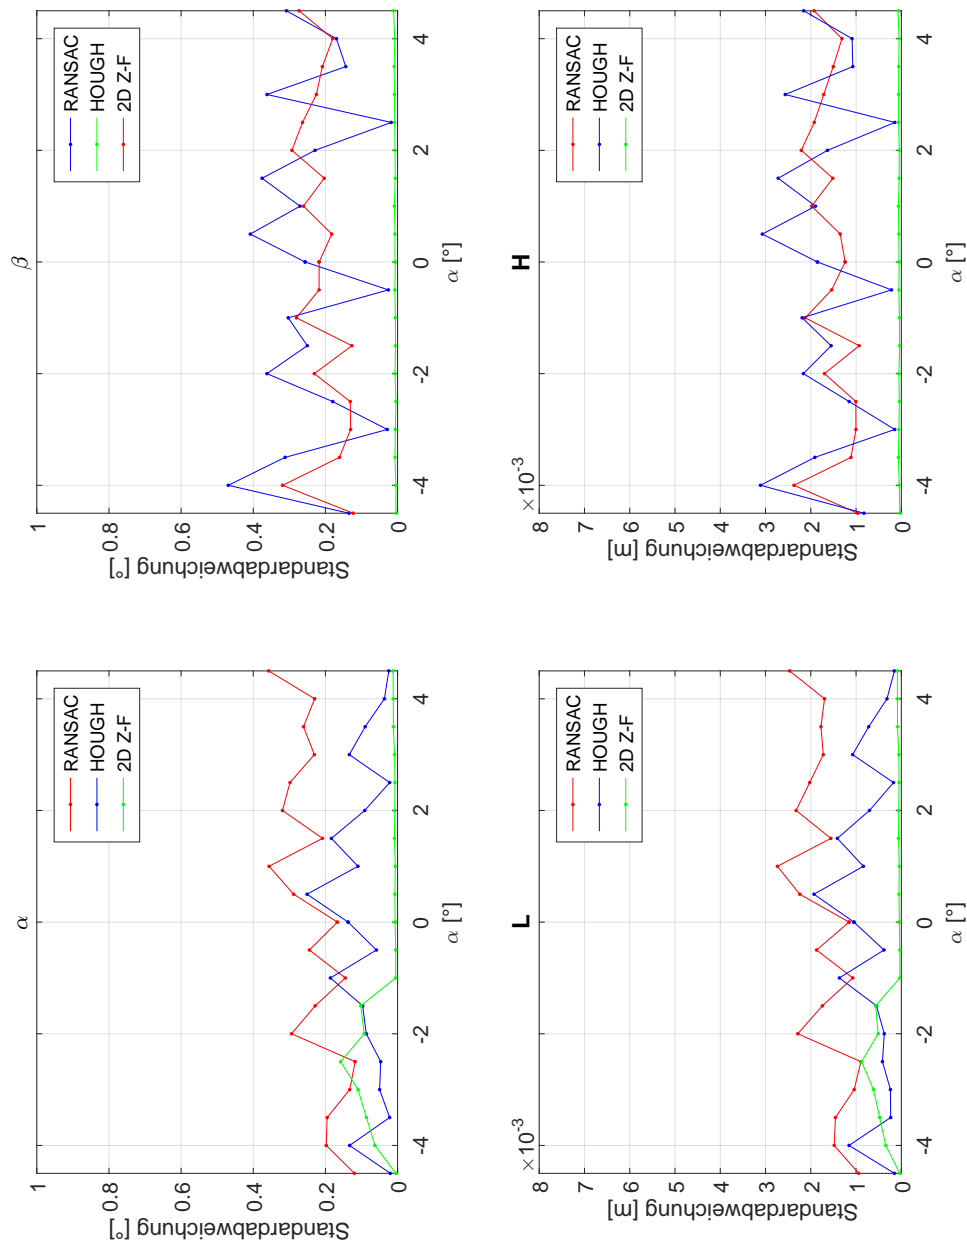 α
1
0.8
0.6
0.4
0.2
0
Standardabweichung [°]
-4
-2
0
2
4
α [°]
RANSAC
HOUGH
2D Z-F
β
1
0.8
0.6
0.4
0.2
0
Standardabweichung [°]
-4
-2
0
2
4
α [°]
RANSAC
HOUGH
2D Z-F
L
×10⁻³
8
7
6
5
4
3
2
1
0
Standardabweichung [m]
-4
-2
0
2
4
α [°]
RANSAC
HOUGH
2D Z-F
H
×10⁻³
8
7
6
5
4
3
2
1
0
Standardabweichung [m]
-4
-2
0
2
4
α [°]
RANSAC
HOUGH
2D Z-F